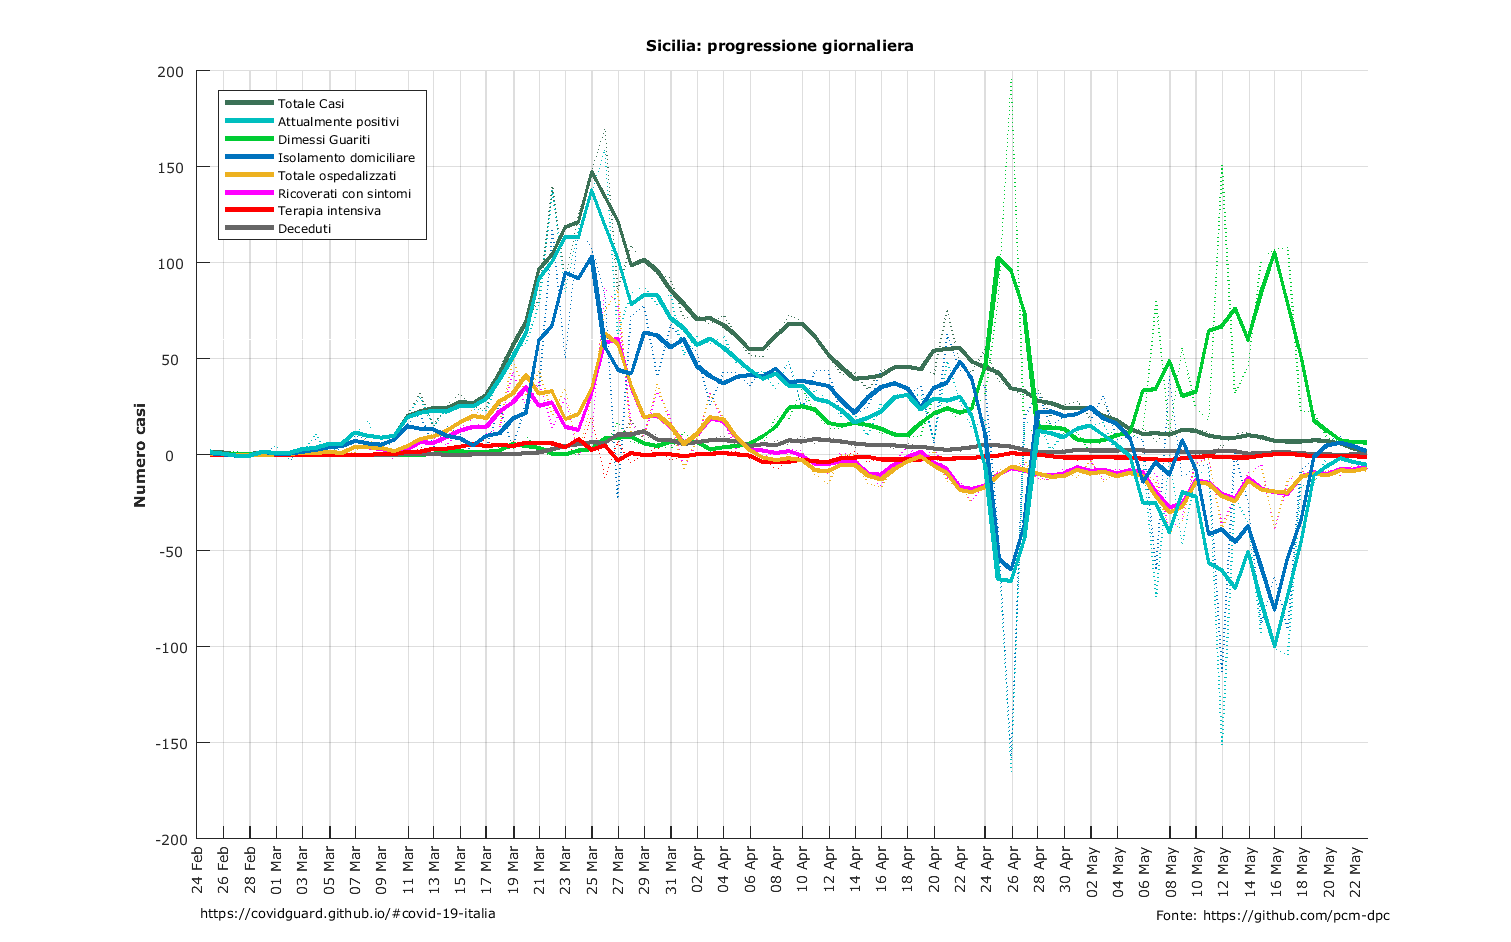 Sicilia: progressione giornaliera
200
150
100
50
0
-50
-100
-150
-200
Numero casi
Totale Casi
Attualmente positivi
Dimessi Guariti
Isolamento domiciliare
Totale ospedalizzati
Ricoverati con sintomi
Terapia intensiva
Deceduti
24 Feb
26 Feb
28 Feb
01 Mar
03 Mar
05 Mar
07 Mar
09 Mar
11 Mar
13 Mar
15 Mar
17 Mar
19 Mar
21 Mar
23 Mar
25 Mar
27 Mar
29 Mar
31 Mar
02 Apr
04 Apr
06 Apr
08 Apr
10 Apr
12 Apr
14 Apr
16 Apr
18 Apr
20 Apr
22 Apr
24 Apr
26 Apr
28 Apr
30 Apr
02 May
04 May
06 May
08 May
10 May
12 May
14 May
16 May
18 May
20 May
22 May
https://covidguard.github.io/#covid-19-italia
Fonte: https://github.com/pcm-dpc